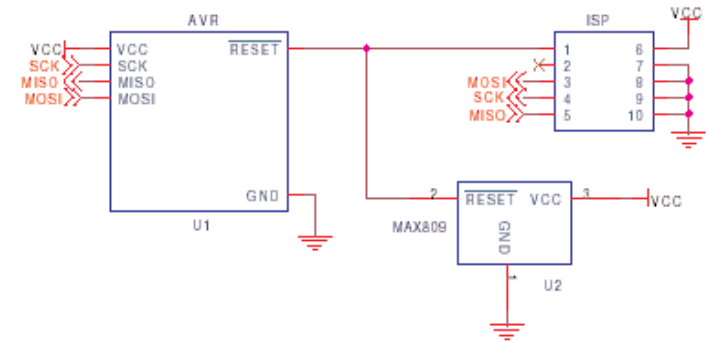 AVR
ISP
VCC
VCC
VCC
RESET
1
6
SCK
SCK
2
7
MISO
MISO
MOSI
3
8
MOSI
MOSI
SCK
4
9
MISO
5
10
GND
2
RESET
VCC
3
VCC
U1
MAX809
GND
1
U2